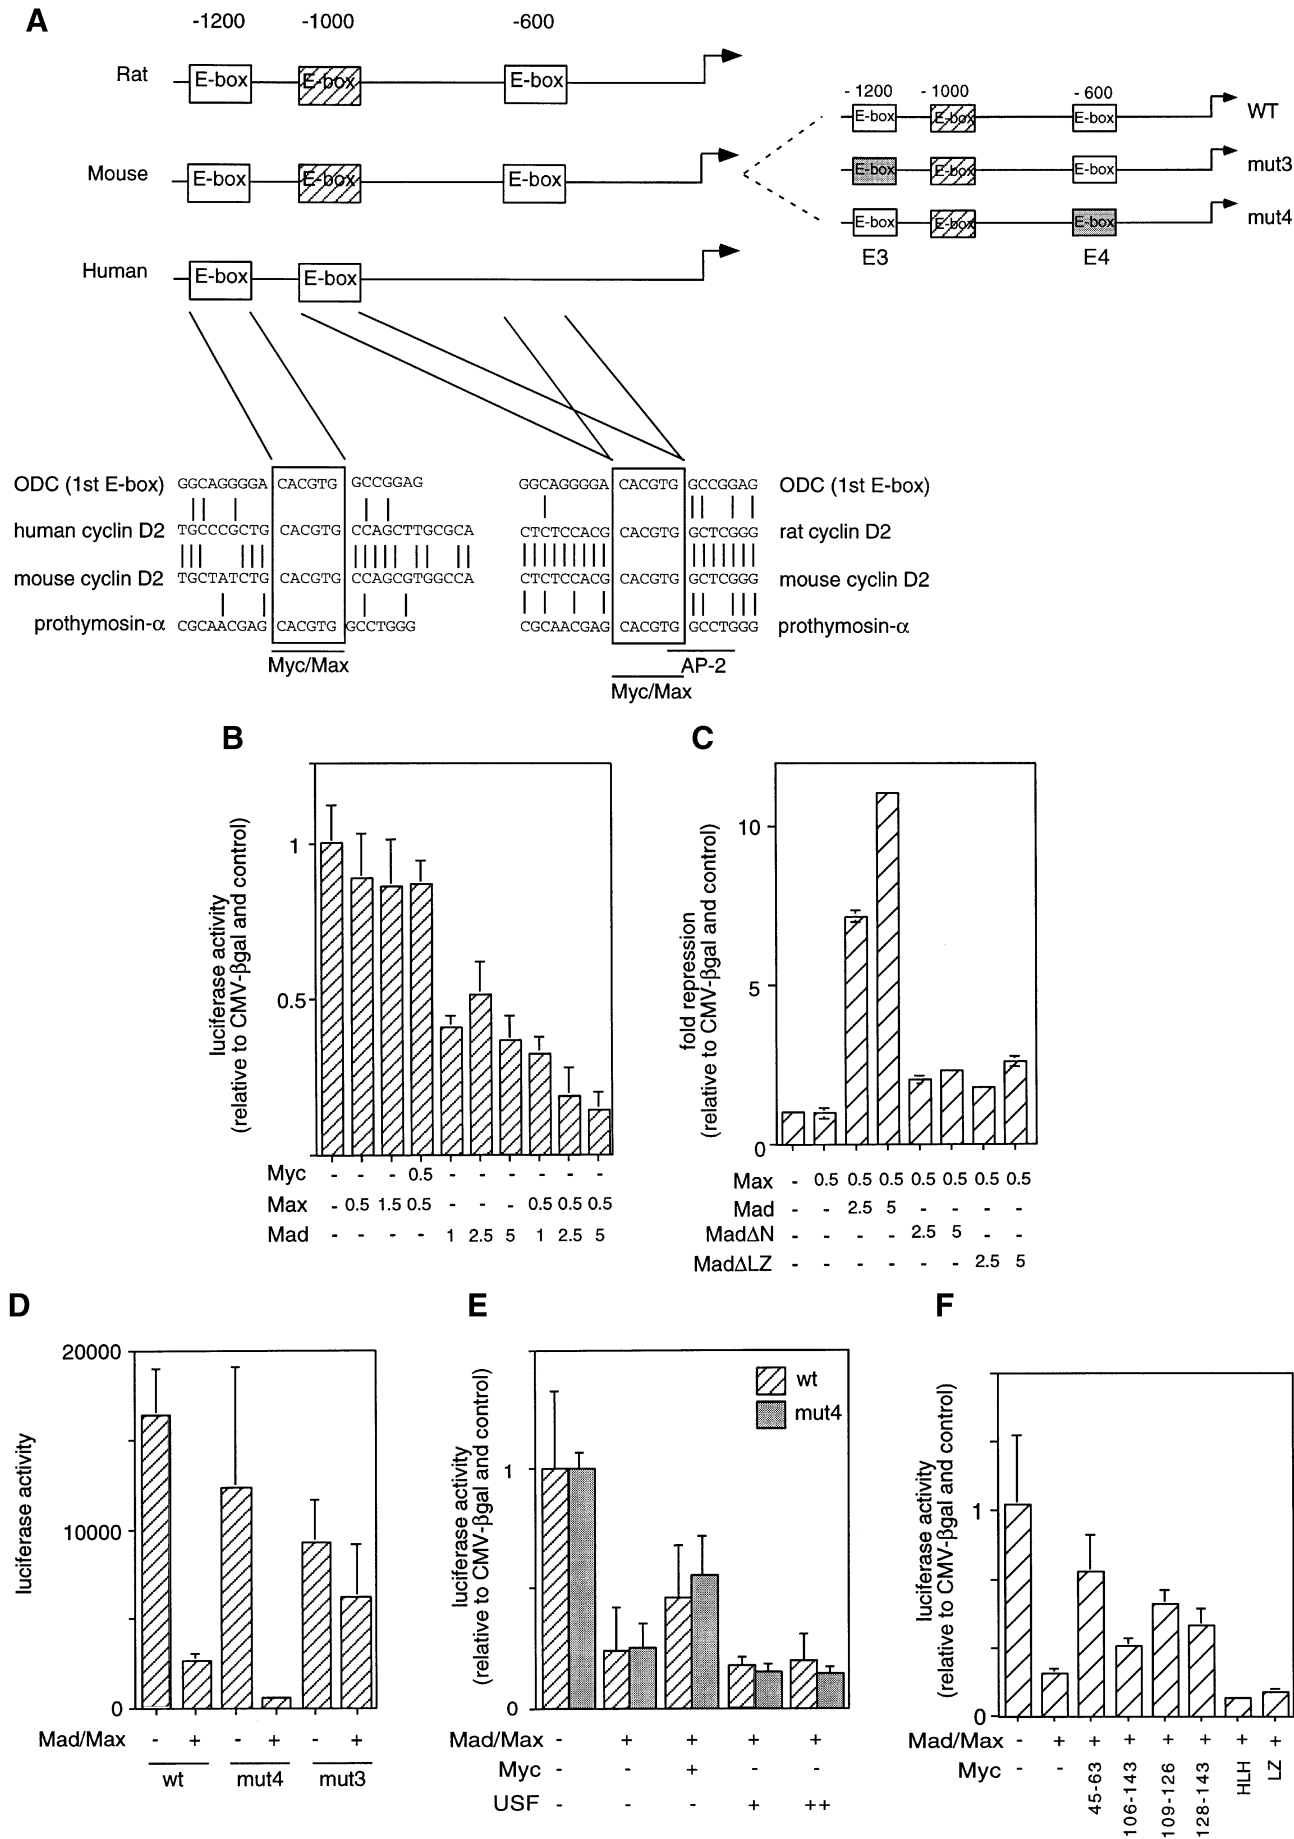 A
-1200 -1000 -600
Rat E-box E-box E-box
Mouse E-box E-box E-box
Human E-box E-box
- 1200 - 1000 - 600
E-box E-box E-box WT
E-box E-box E-box mut3
E-box E-box E-box mut4
E3 E4
ODC (1st E-box) GGCAGGGGA CACGTG GCCGGAG
human cyclin D2 TGCCCGCTG CACGTG CCAGCTTGCGCA
mouse cyclin D2 TGCTATCTG CACGTG CCAGCGTGGCCA
prothymosin-α CGCAACGAG CACGTG GCCTGGG
Myc/Max
GGCAGGGGA CACGTG GCCGGAG ODC (1st E-box)
CTCTCCACG CACGTG GCTCGGG rat cyclin D2
CTCTCCACG CACGTG GCTCGGG mouse cyclin D2
CGCAACGAG CACGTG GCCTGGG prothymosin-α
AP-2
Myc/Max
B
luciferase activity
(relative to CMV-βgal and control)
1
0.5
Myc - - - 0.5 - - - - - -
Max - 0.5 1.5 0.5 - - - 0.5 0.5 0.5
Mad - - - - 1 2.5 5 1 2.5 5
C
fold repression
(relative to CMV-βgal and control)
10
5
0
Max - 0.5 0.5 0.5 0.5 0.5 0.5 0.5
Mad - - 2.5 5 - - - -
MadΔN - - - - 2.5 5 - -
MadΔLZ - - - - - - 2.5 5
D
luciferase activity
20000
10000
0
Mad/Max - + - + - +
wt mut4 mut3
E
luciferase activity
(relative to CMV-βgal and control)
wt
mut4
1
0
Mad/Max - + + + +
Myc - - + - -
USF - - - + ++
F
luciferase activity
(relative to CMV-βgal and control)
1
0
Mad/Max - + + + + + + +
Myc - - 45-63 106-143 109-126 128-143 HLH LZ